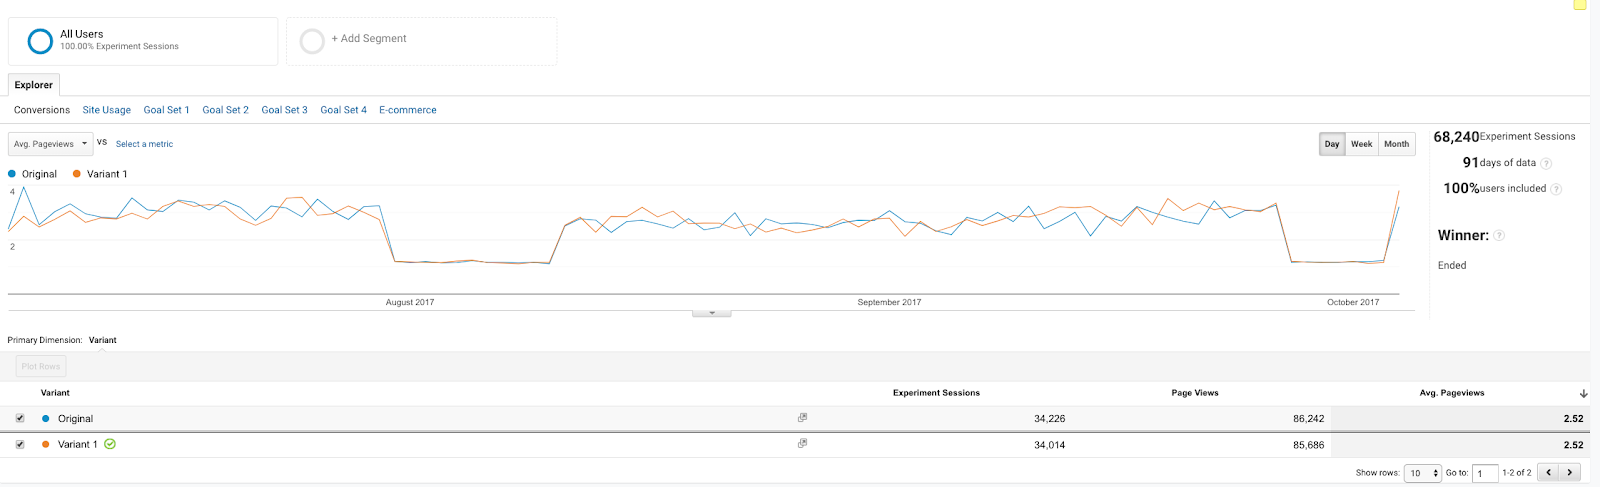 All Users
100.00% Experiment Sessions
+ Add Segment
Explorer
Conversions Site Usage Goal Set 1 Goal Set 2 Goal Set 3 Goal Set 4 E-commerce
Avg. Pageviews VS Select a metric
Day Week Month
68,240 Experiment Sessions
91 days of data ?
100% users included ?
Winner: ?
Ended
Original Variant 1
4
2
August 2017 September 2017 October 2017
Primary Dimension: Variant
Plot Rows
Variant Experiment Sessions Page Views Avg. Pageviews
Original 34,226 86,242 2.52
Variant 1 34,014 85,686 2.52
Show rows: 10 Go to: 1 1-2 of 2